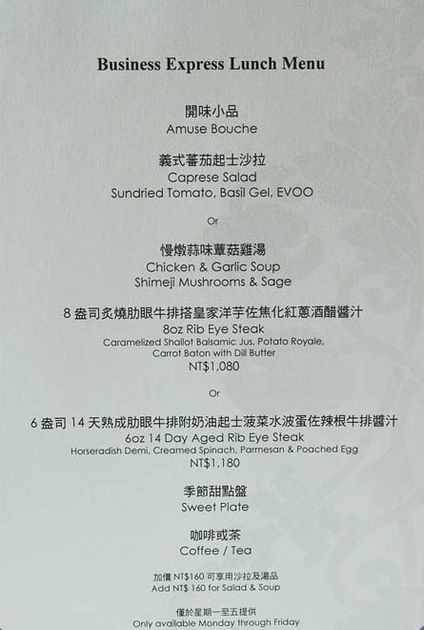 Business Express Lunch Menu
開味小品
Amuse Bouche
義式蕃茄起士沙拉
Caprese Salad
Sundried Tomato, Basil Gel, EVOO
Or
慢燉蒜味蕈菇雞湯
Chicken & Garlic Soup
Shimeji Mushrooms & Sage
8 盎司炙燒肋眼牛排搭皇家洋芋佐焦化紅蔥酒醋醬汁
8oz Rib Eye Steak
Caramelized Shallot Balsamic Jus, Potato Royale,
Carrot Baton with Dill Butter
NT$1,080
Or
6 盎司 14 天熟成肋眼牛排附奶油起士菠菜水波蛋佐辣根牛排醬汁
6oz 14 Day Aged Rib Eye Steak
Horseradish Demi, Creamed Spinach, Parmesan & Poached Egg
NT$1,180
季節甜點盤
Sweet Plate
咖啡或茶
Coffee / Tea
加價 NT$160 可享用沙拉及湯品
Add NT$ 160 for Salad & Soup
僅於星期一至五提供
Only available Monday through Friday